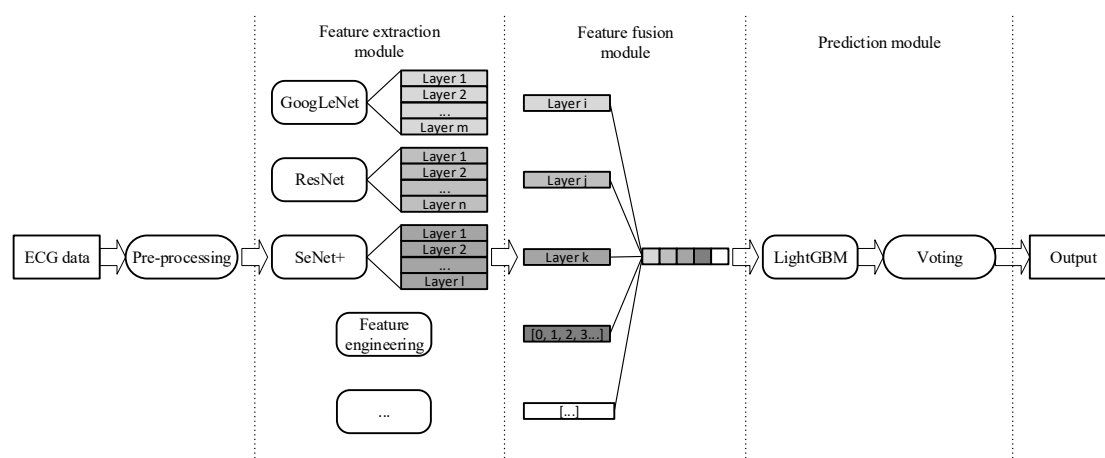 Feature extraction
module
Feature fusion
module
Prediction module
GoogLeNet
Layer 1
Layer 2
...
Layer m
Layer i
ResNet
Layer 1
Layer 2
...
Layer n
Layer j
ECG data
Pre-processing
SeNet+
Layer 1
Layer 2
...
Layer l
Layer k
LightGBM
Voting
Output
Feature
engineering
[0, 1, 2, 3...]
...
[...]